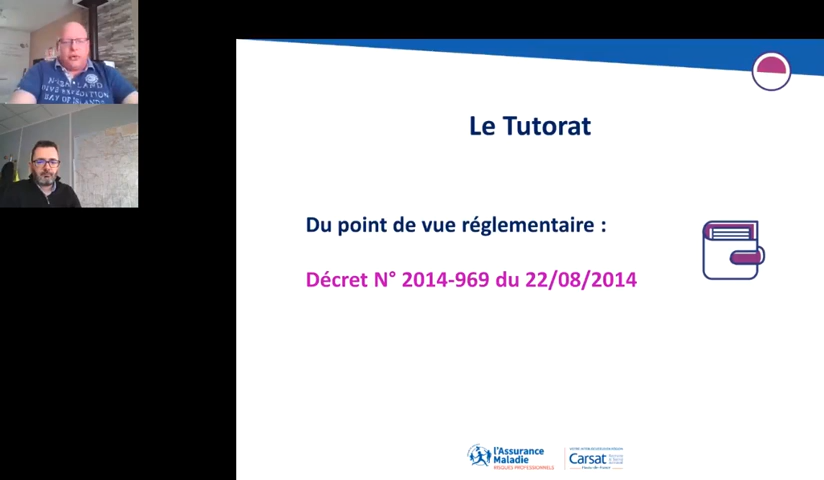 Le Tutorat
Du point de vue réglementaire :
Décret N° 2014-969 du 22/08/2014
l'Assurance
Maladie
RISQUES PROFESSIONNELS
Carsat